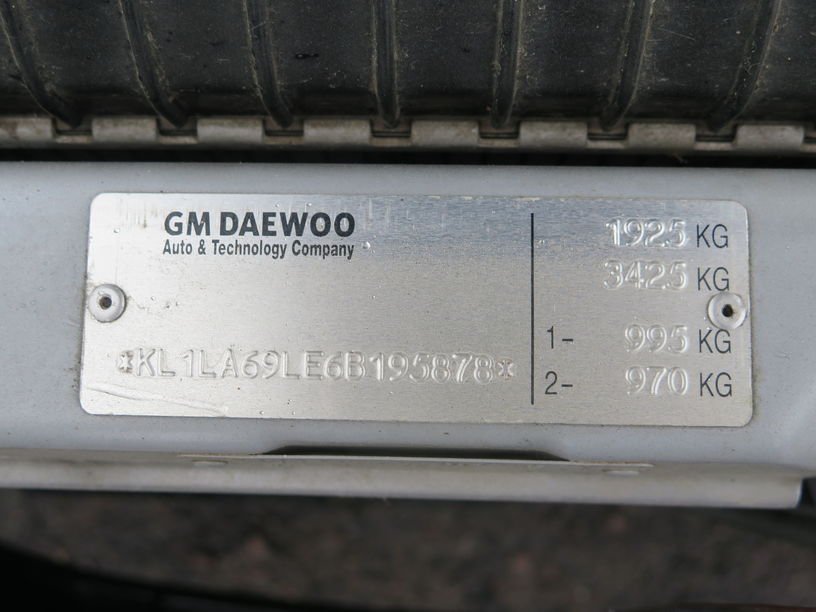 GM DAEWOO
Auto & Technology Company
*KL1LA69LE6B195878*
1925 KG
3425 KG
1- 995 KG
2- 970 KG